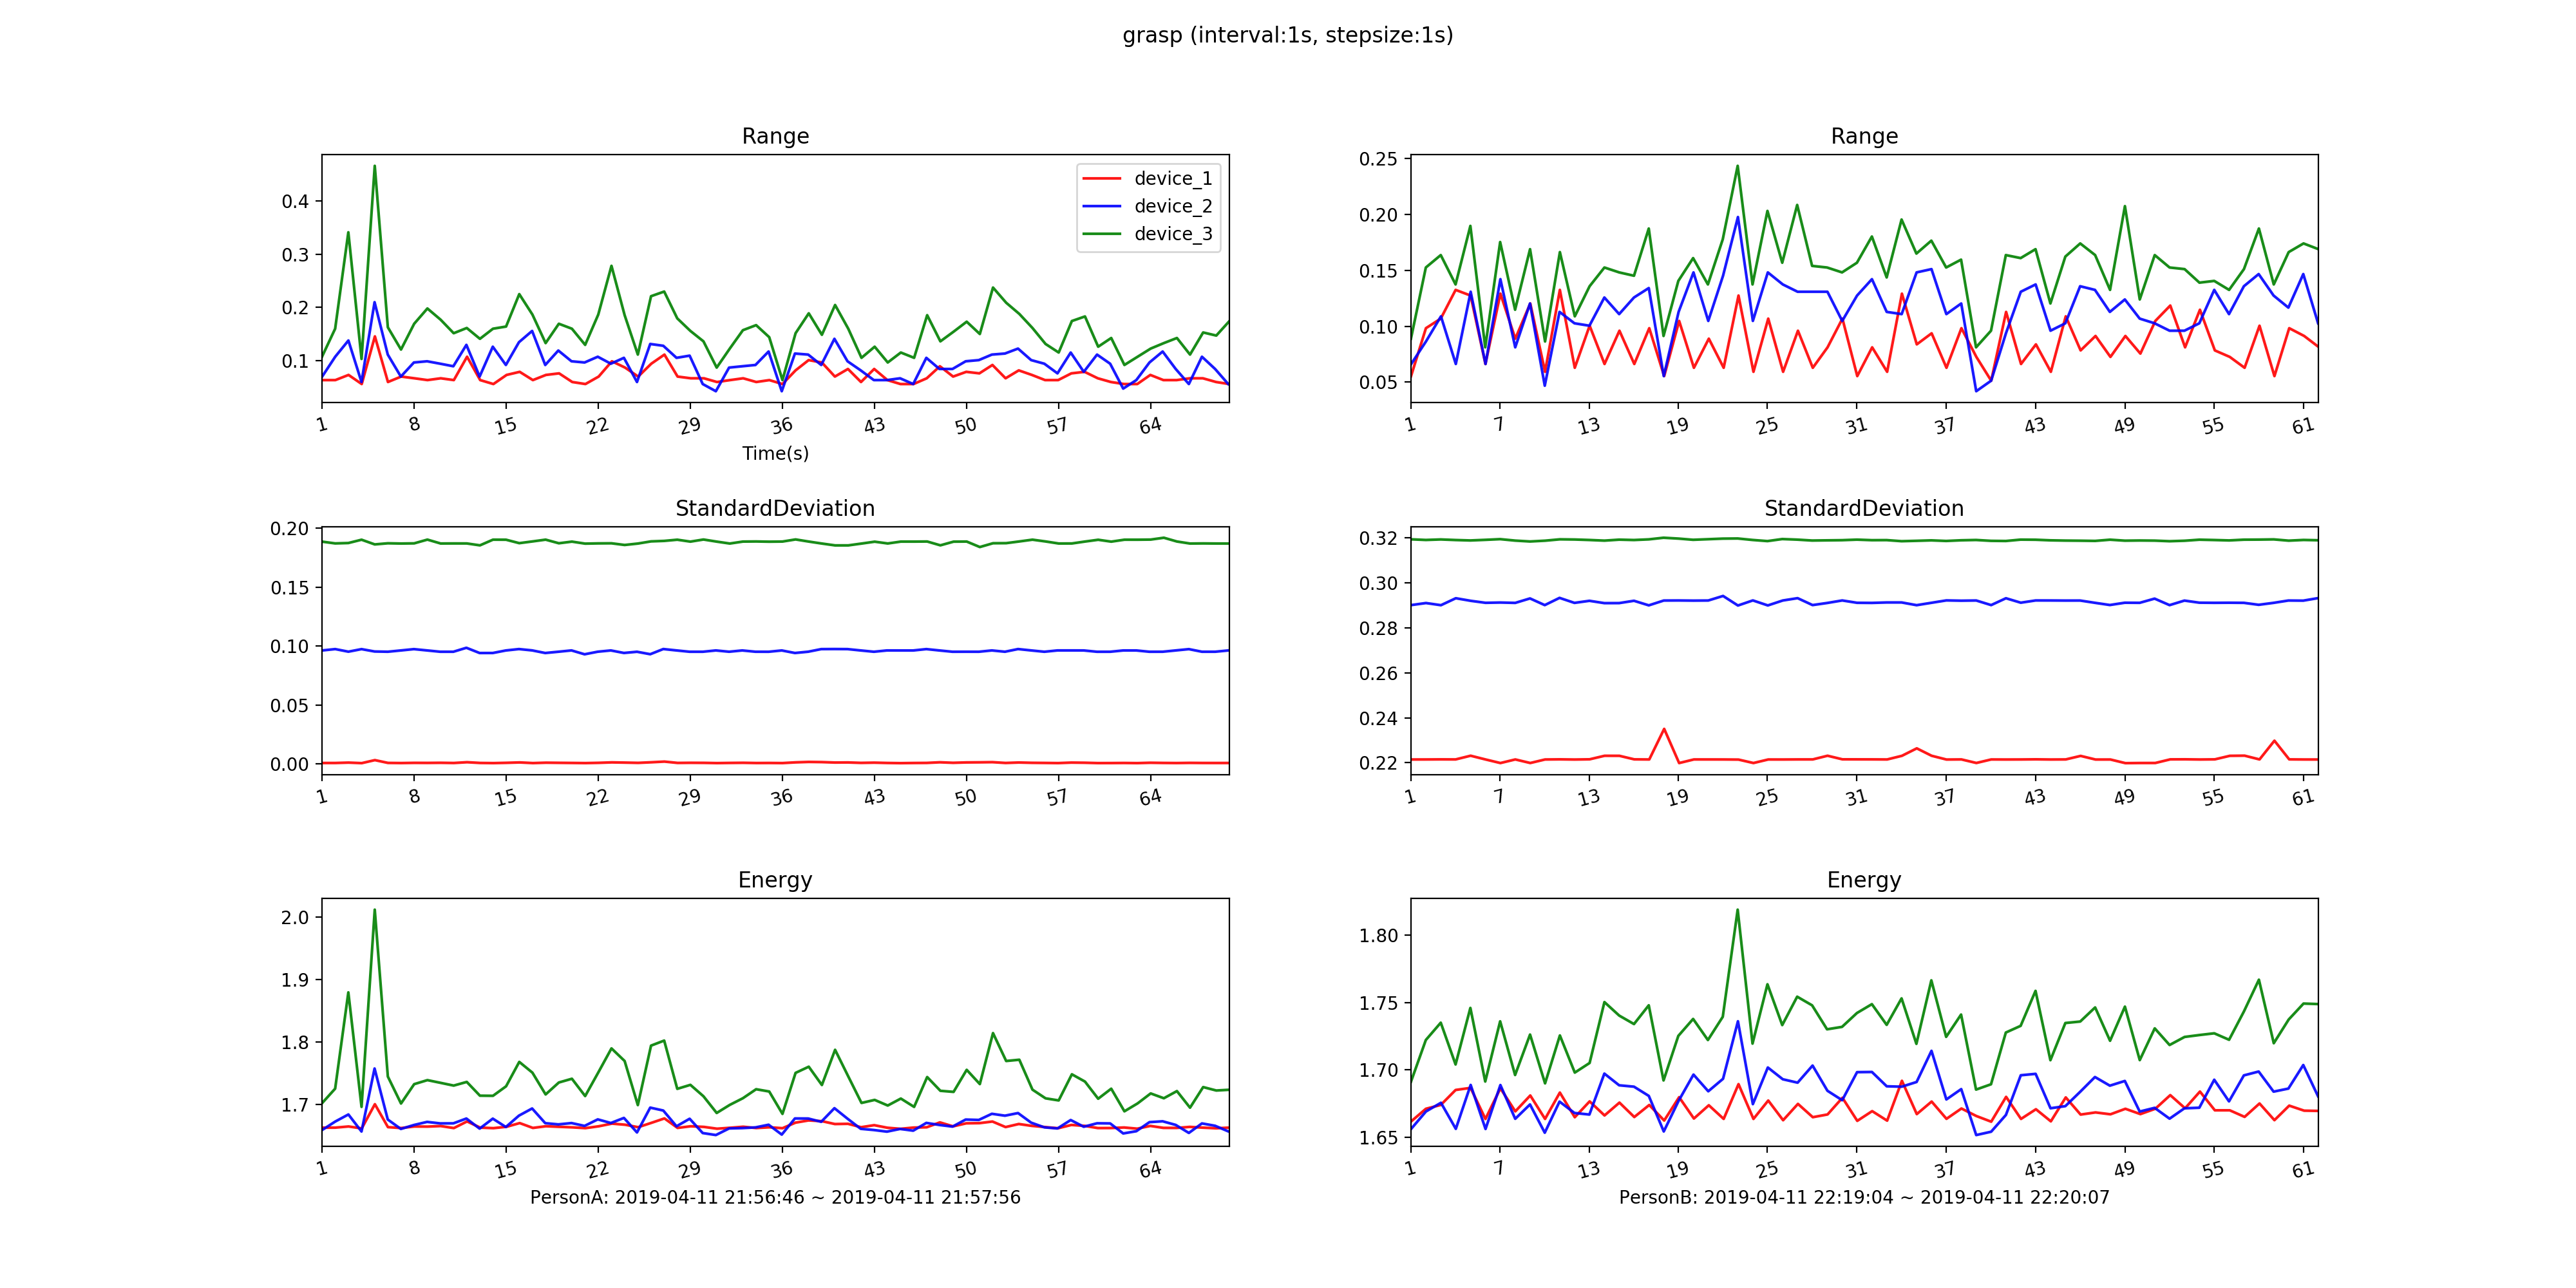 grasp (interval:1s, stepsize:1s)
Range
0.4
0.3
0.2
0.1
device_1
device_2
device_3
1 8 15 22 29 36 43 50 57 64
Time(s)
Range
0.25
0.20
0.15
0.10
0.05
1 7 13 19 25 31 37 43 49 55 61
StandardDeviation
0.20
0.15
0.10
0.05
0.00
1 8 15 22 29 36 43 50 57 64
StandardDeviation
0.32
0.30
0.28
0.26
0.24
0.22
1 7 13 19 25 31 37 43 49 55 61
Energy
2.0
1.9
1.8
1.7
1 8 15 22 29 36 43 50 57 64
PersonA: 2019-04-11 21:56:46 ~ 2019-04-11 21:57:56
Energy
1.80
1.75
1.70
1.65
1 7 13 19 25 31 37 43 49 55 61
PersonB: 2019-04-11 22:19:04 ~ 2019-04-11 22:20:07